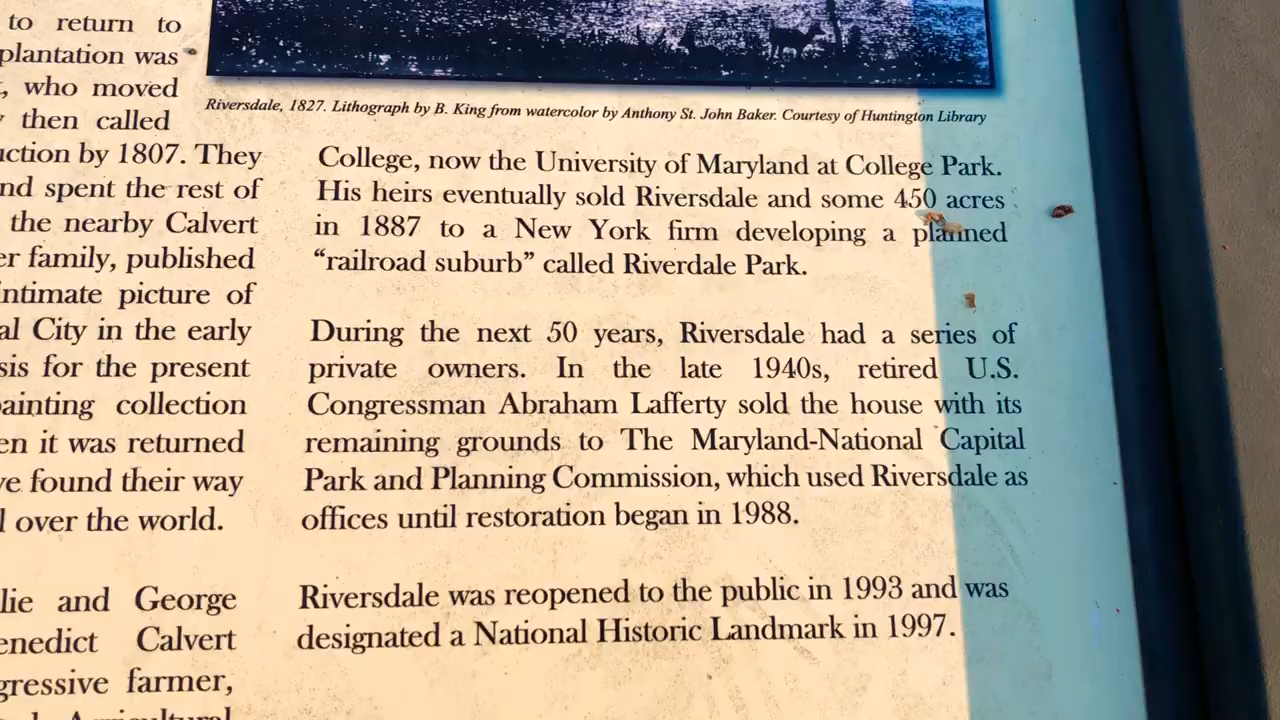 to return to
plantation was
who moved
then called
by 1807. They
spent the rest of
the nearby Calvert
family, published
intimate picture of
City in the early
for the present
painting collection
it was returned
found their way
over the world.
and George
Calvert
farmer,
Riversdale, 1827. Lithograph by B. King from watercolor by Anthony St. John Baker. Courtesy of Huntington Library
College, now the University of Maryland at College Park.
His heirs eventually sold Riversdale and some 450 acres
in 1887 to a New York firm developing a planned
“railroad suburb” called Riverdale Park.
During the next 50 years, Riversdale had a series of
private owners. In the late 1940s, retired U.S.
Congressman Abraham Lafferty sold the house with its
remaining grounds to The Maryland-National Capital
Park and Planning Commission, which used Riversdale as
offices until restoration began in 1988.
Riversdale was reopened to the public in 1993 and was
designated a National Historic Landmark in 1997.